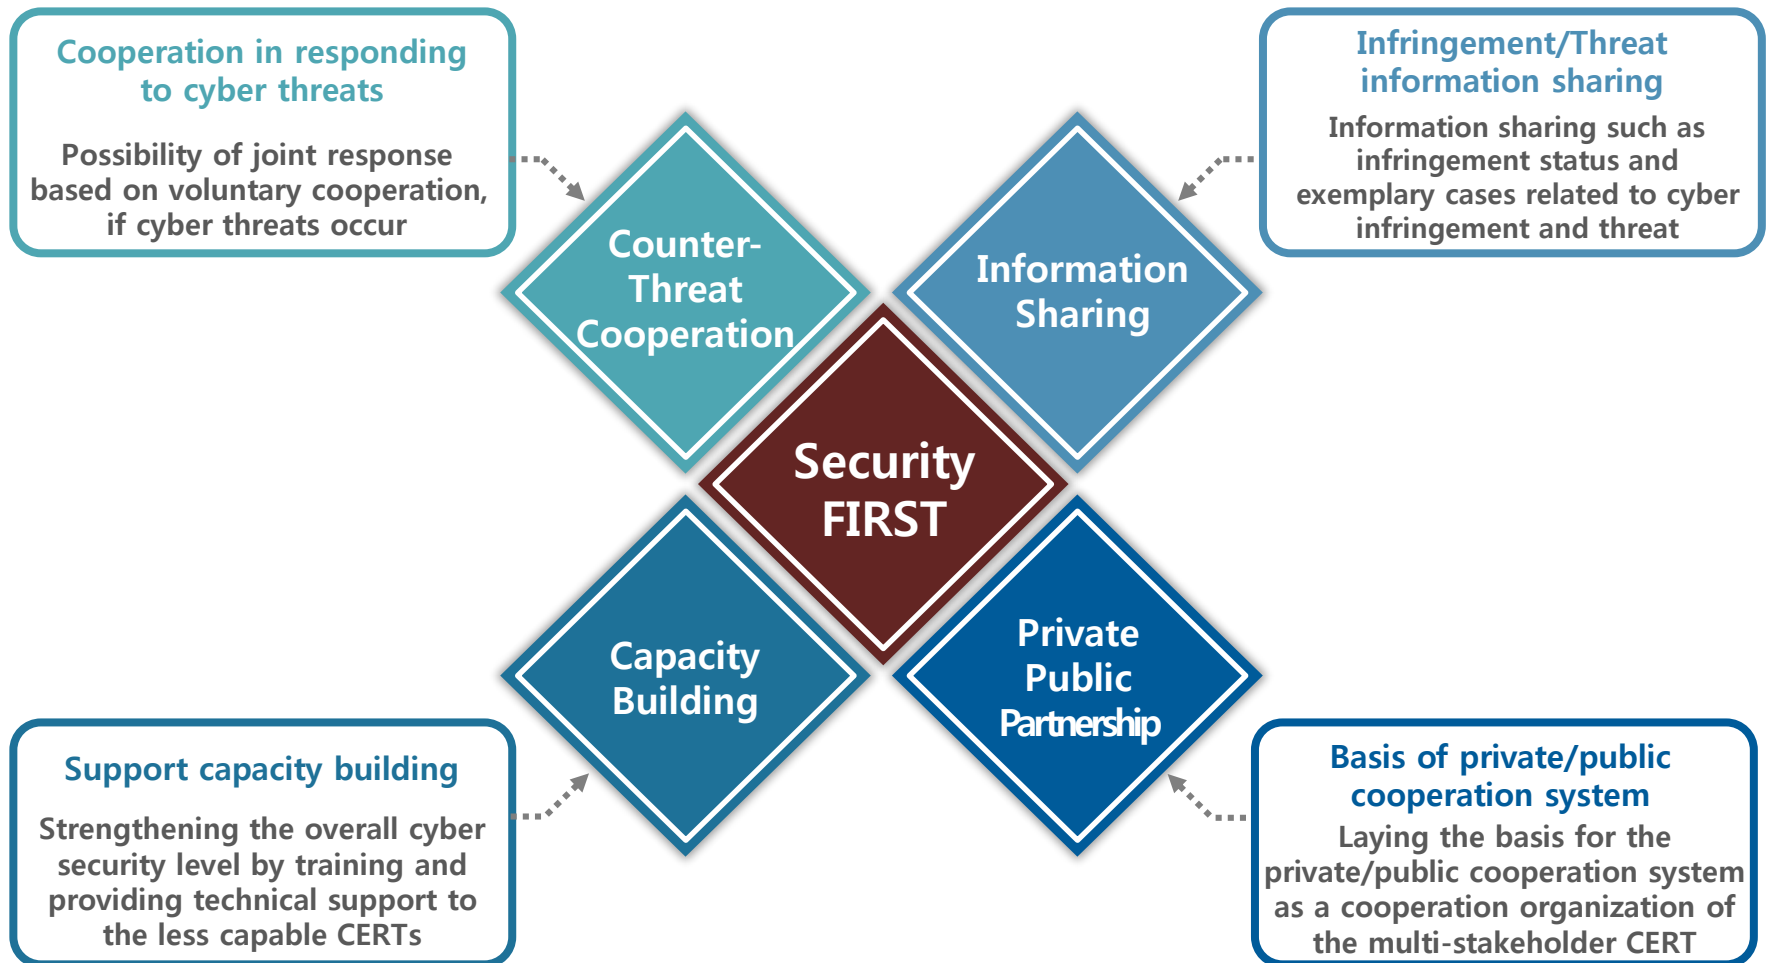 Cooperation in responding
to cyber threats
Possibility of joint response
based on voluntary cooperation,
if cyber threats occur
Infringement/Threat
information sharing
Information sharing such as
infringement status and
exemplary cases related to cyber
infringement and threat
Counter-
Threat
Cooperation
Information
Sharing
Security
FIRST
Capacity
Building
Private
Public
Partnership
Support capacity building
Strengthening the overall cyber
security level by training and
providing technical support to
the less capable CERTs
Basis of private/public
cooperation system
Laying the basis for the
private/public cooperation system
as a cooperation organization of
the multi-stakeholder CERT